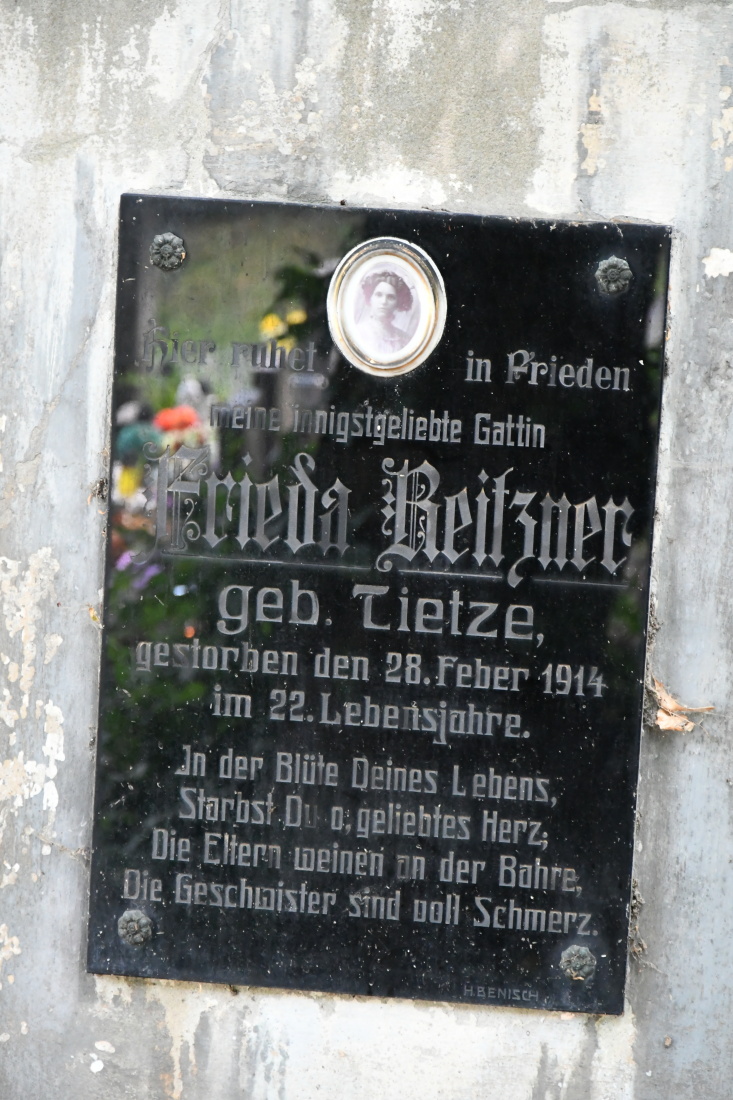 Hier ruhet in Frieden
meine innigstgeliebte Gattin
Frieda Reitzner
geb. Tietze,
gestorben den 28. Feber 1914
im 22. Lebensjahre.
In der Blüte Deines Lebens,
Starbst Du o, geliebtes Herz;
Die Eltern weinen an der Bahre,
Die Geschwister sind voll Schmerz.
H. BENISCH